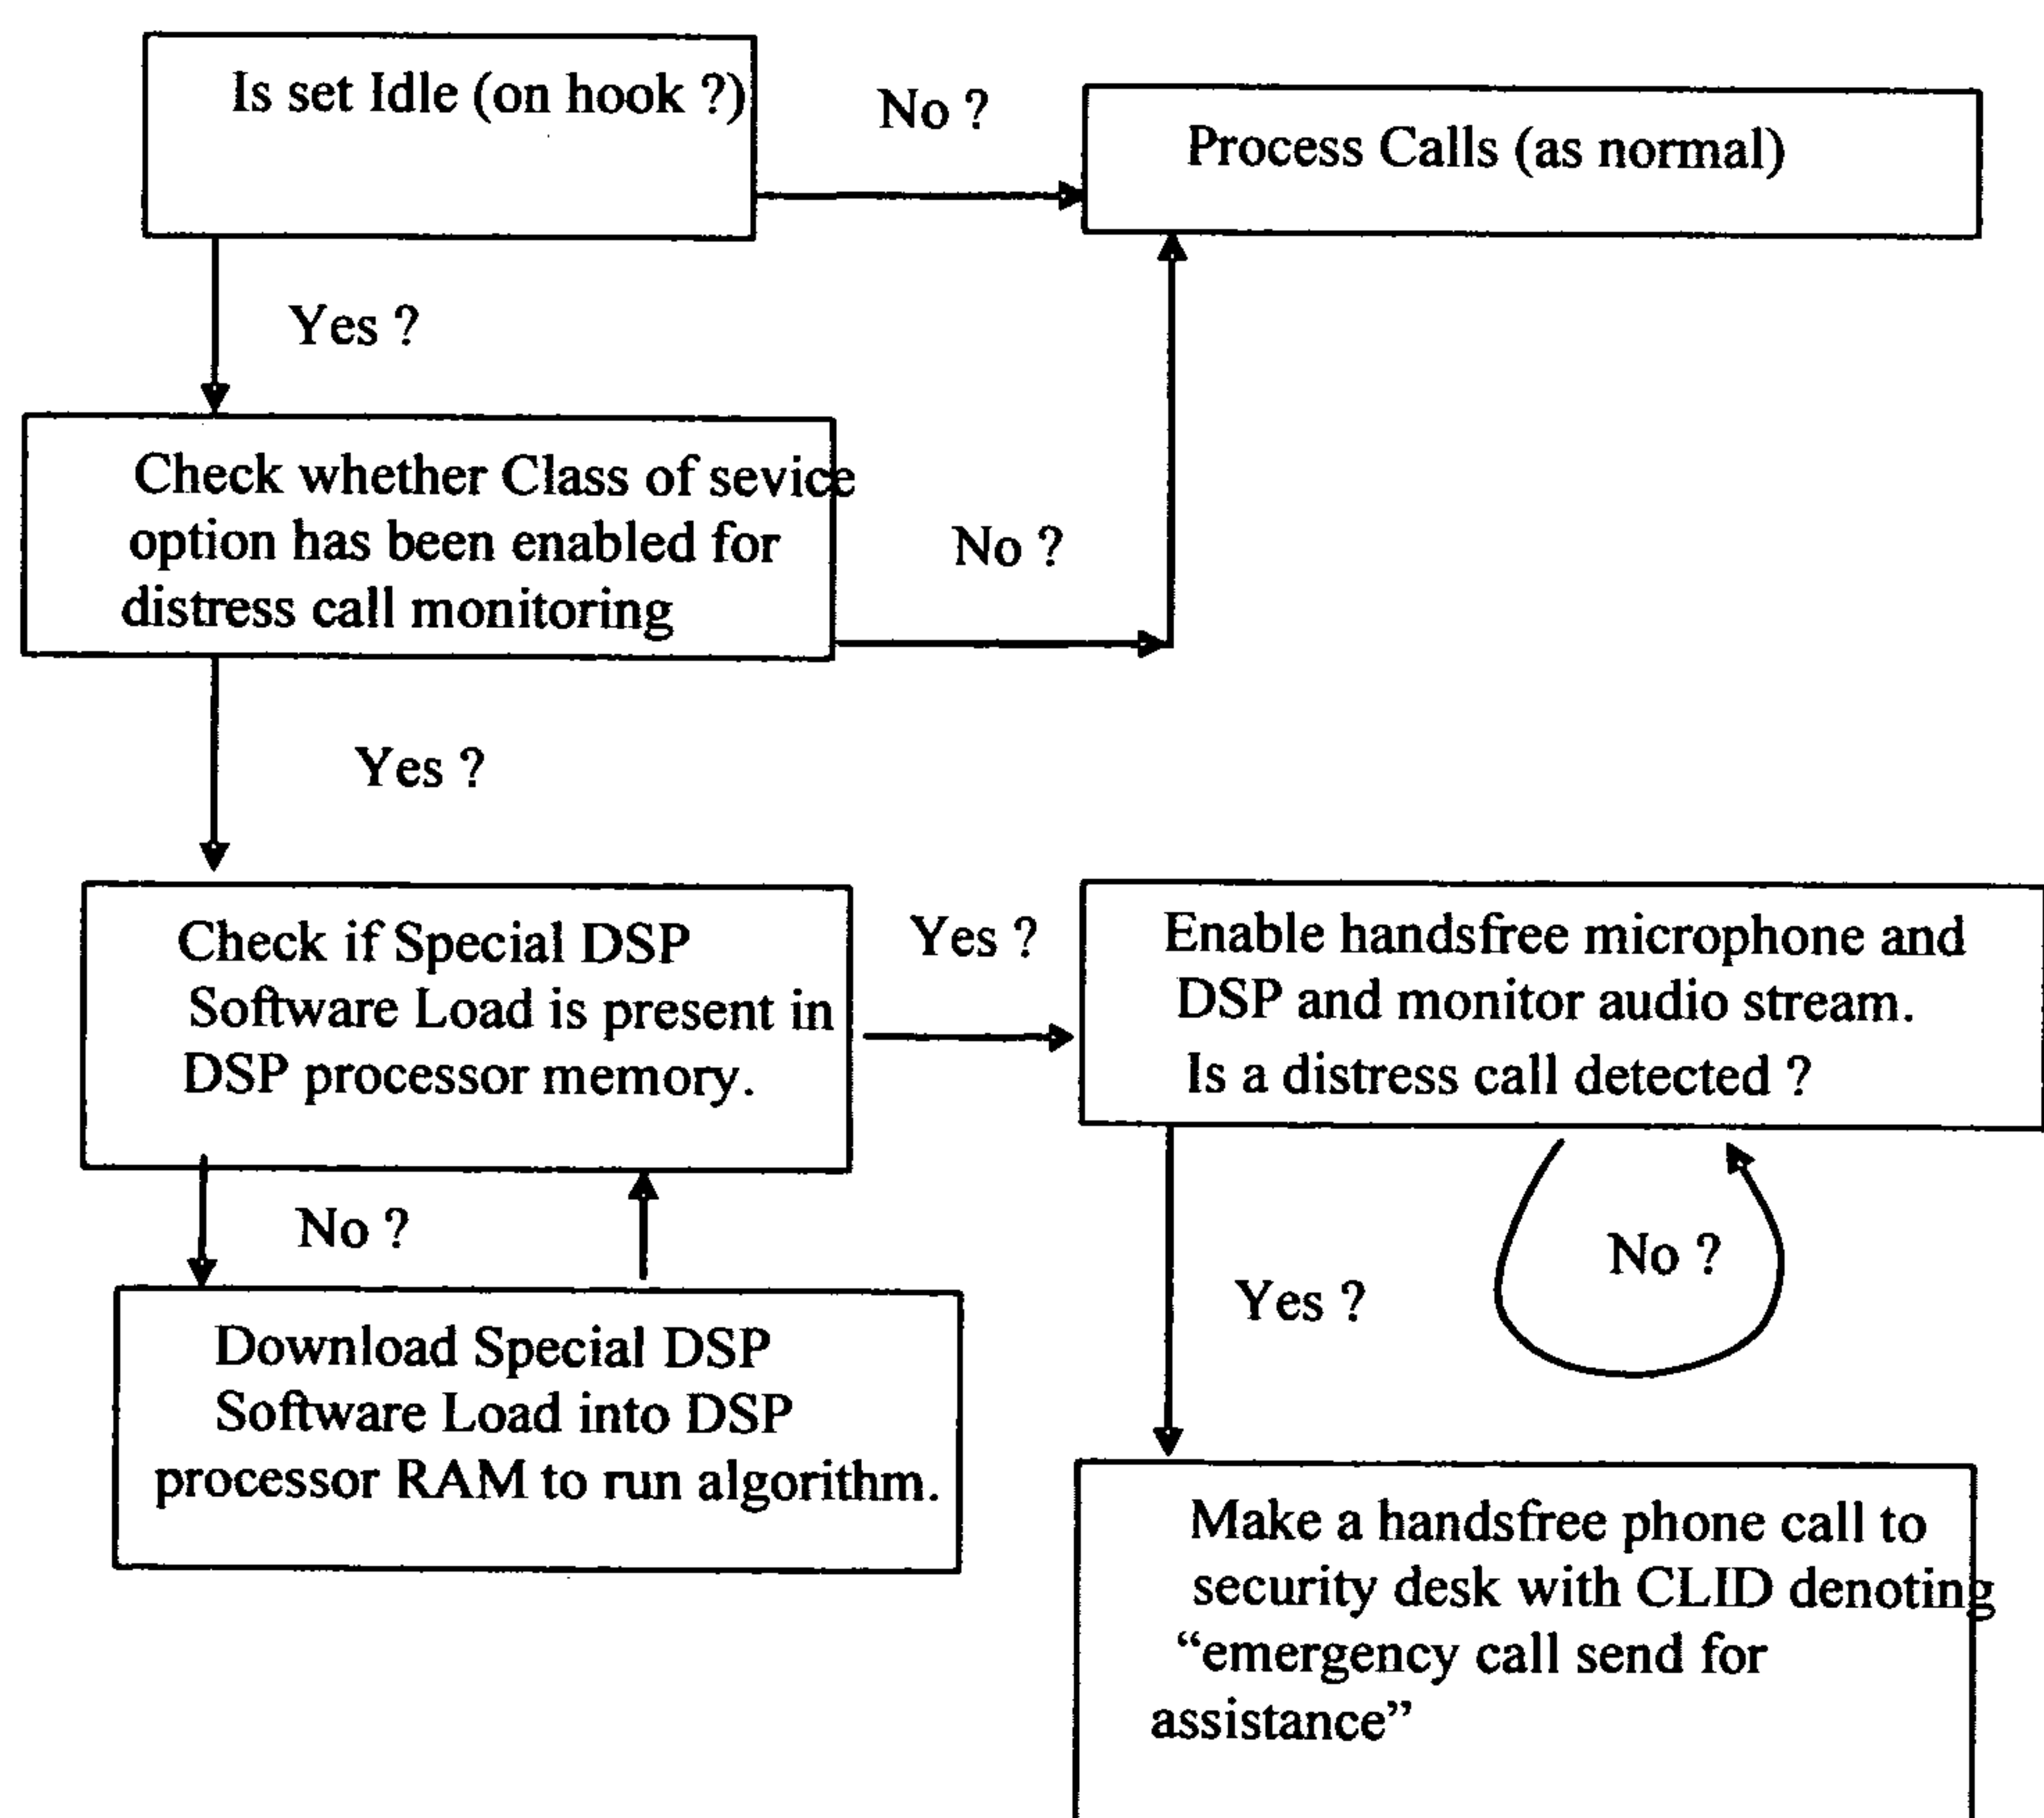 Is set Idle (on hook ?)
No ?
Process Calls (as normal)
Yes ?
Check whether Class of sevice
option has been enabled for
distress call monitoring
No ?
Yes ?
Check if Special DSP
Software Load is present in
DSP processor memory.
Yes ?
Enable handsfree microphone and
DSP and monitor audio stream.
Is a distress call detected ?
No ?
Download Special DSP
Software Load into DSP
processor RAM to run algorithm.
Yes ?
No ?
Make a handsfree phone call to
security desk with CLID denoting
“emergency call send for
assistance”